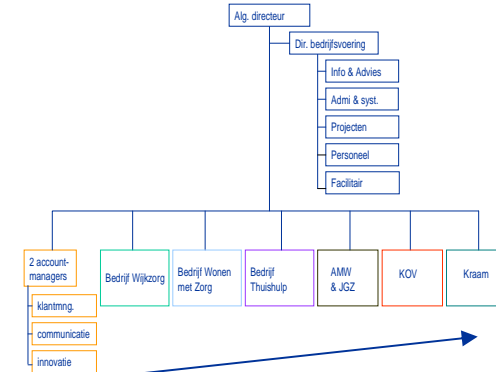 Alg. directeur
Dir. bedrijfsvoering
Info & Advies
Admi & syst.
Projecten
Personeel
Facilitair
2 account-
managers
klantmng.
communicatie
innovatie
Bedrijf Wijkzorg
Bedrijf Wonen
met Zorg
Bedrijf
Thuishulp
AMW
& JGZ
KOV
Kraam